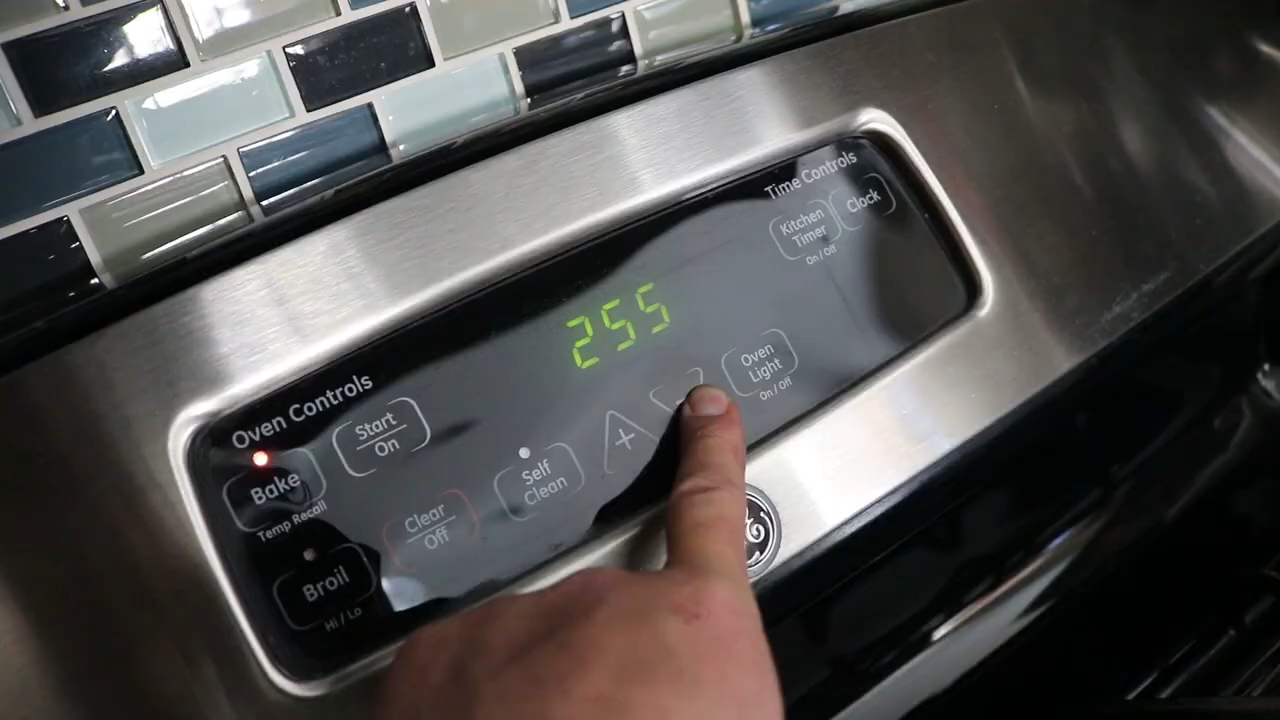 Time Controls
Kitchen
Timer
On / Off
Clock
255
Oven
Light
On / Off
Oven Controls
Start
On
+
Bake
Temp Recall
Self
Clean
Clear
Off
Broil
Hi / Lo
GE